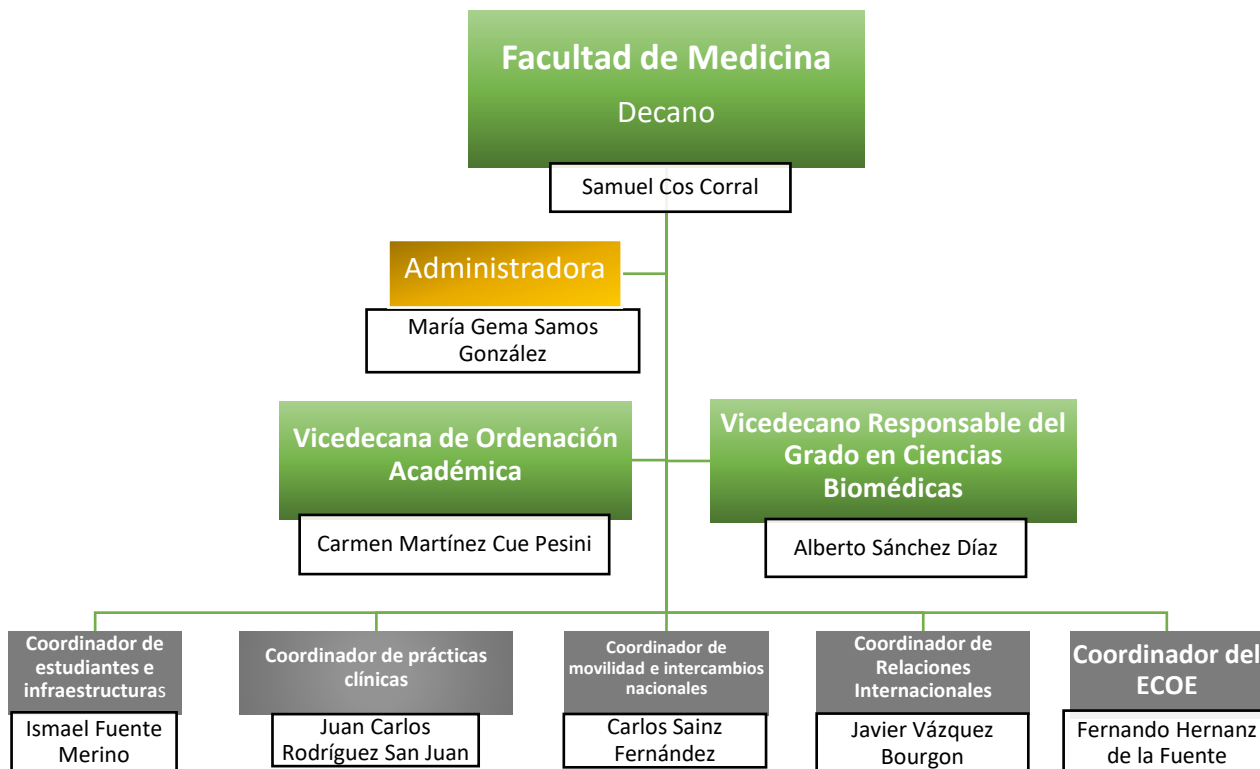 Facultad de Medicina
Decano
Samuel Cos Corral
Administradora
María Gema Samos
González
Vicedecana de Ordenación
Académica
Carmen Martínez Cue Pesini
Vicedecano Responsable del
Grado en Ciencias
Biomédicas
Alberto Sánchez Díaz
Coordinador de
estudiantes e
infraestructuras
Ismael Fuente
Merino
Coordinador de prácticas
clínicas
Juan Carlos
Rodríguez San Juan
Coordinador de
movilidad e intercambios
nacionales
Carlos Sainz
Fernández
Coordinador de
Relaciones
Internacionales
Javier Vázquez
Bourgon
Coordinador del
ECOE
Fernando Hernanz
de la Fuente